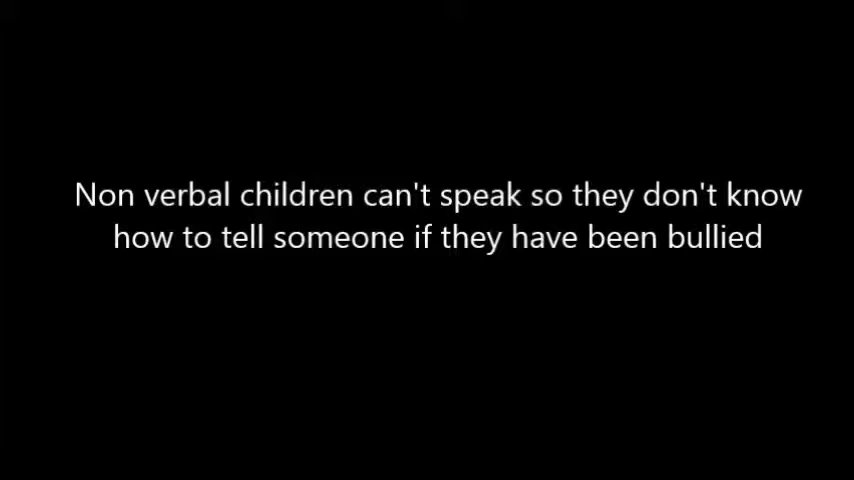 Non verbal children can't speak so they don't know
how to tell someone if they have been bullied